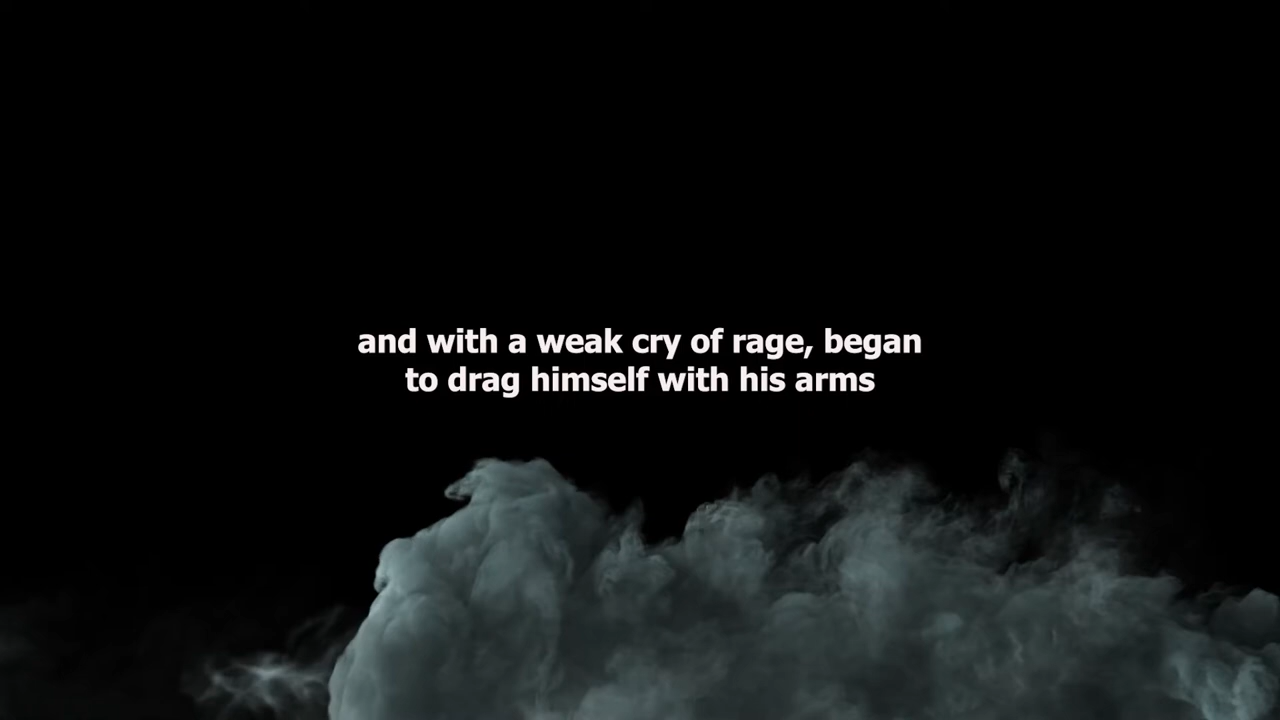 and with a weak cry of rage, began
to drag himself with his arms